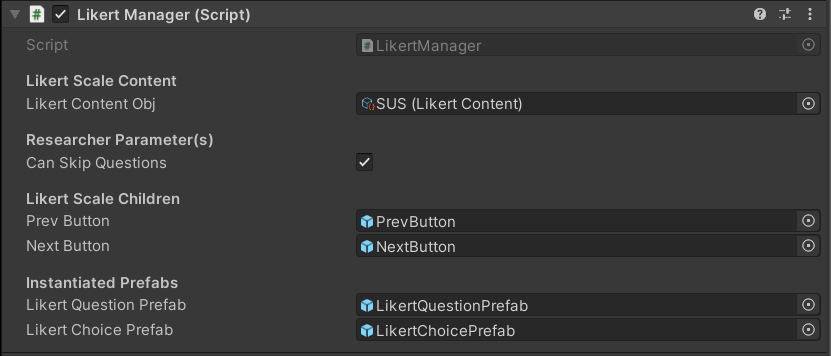 Likert Manager (Script)
Script LikertManager
Likert Scale Content
Likert Content Obj SUS (Likert Content)
Researcher Parameter(s)
Can Skip Questions
Likert Scale Children
Prev Button PrevButton
Next Button NextButton
Instantiated Prefabs
Likert Question Prefab LikertQuestionPrefab
Likert Choice Prefab LikertChoicePrefab